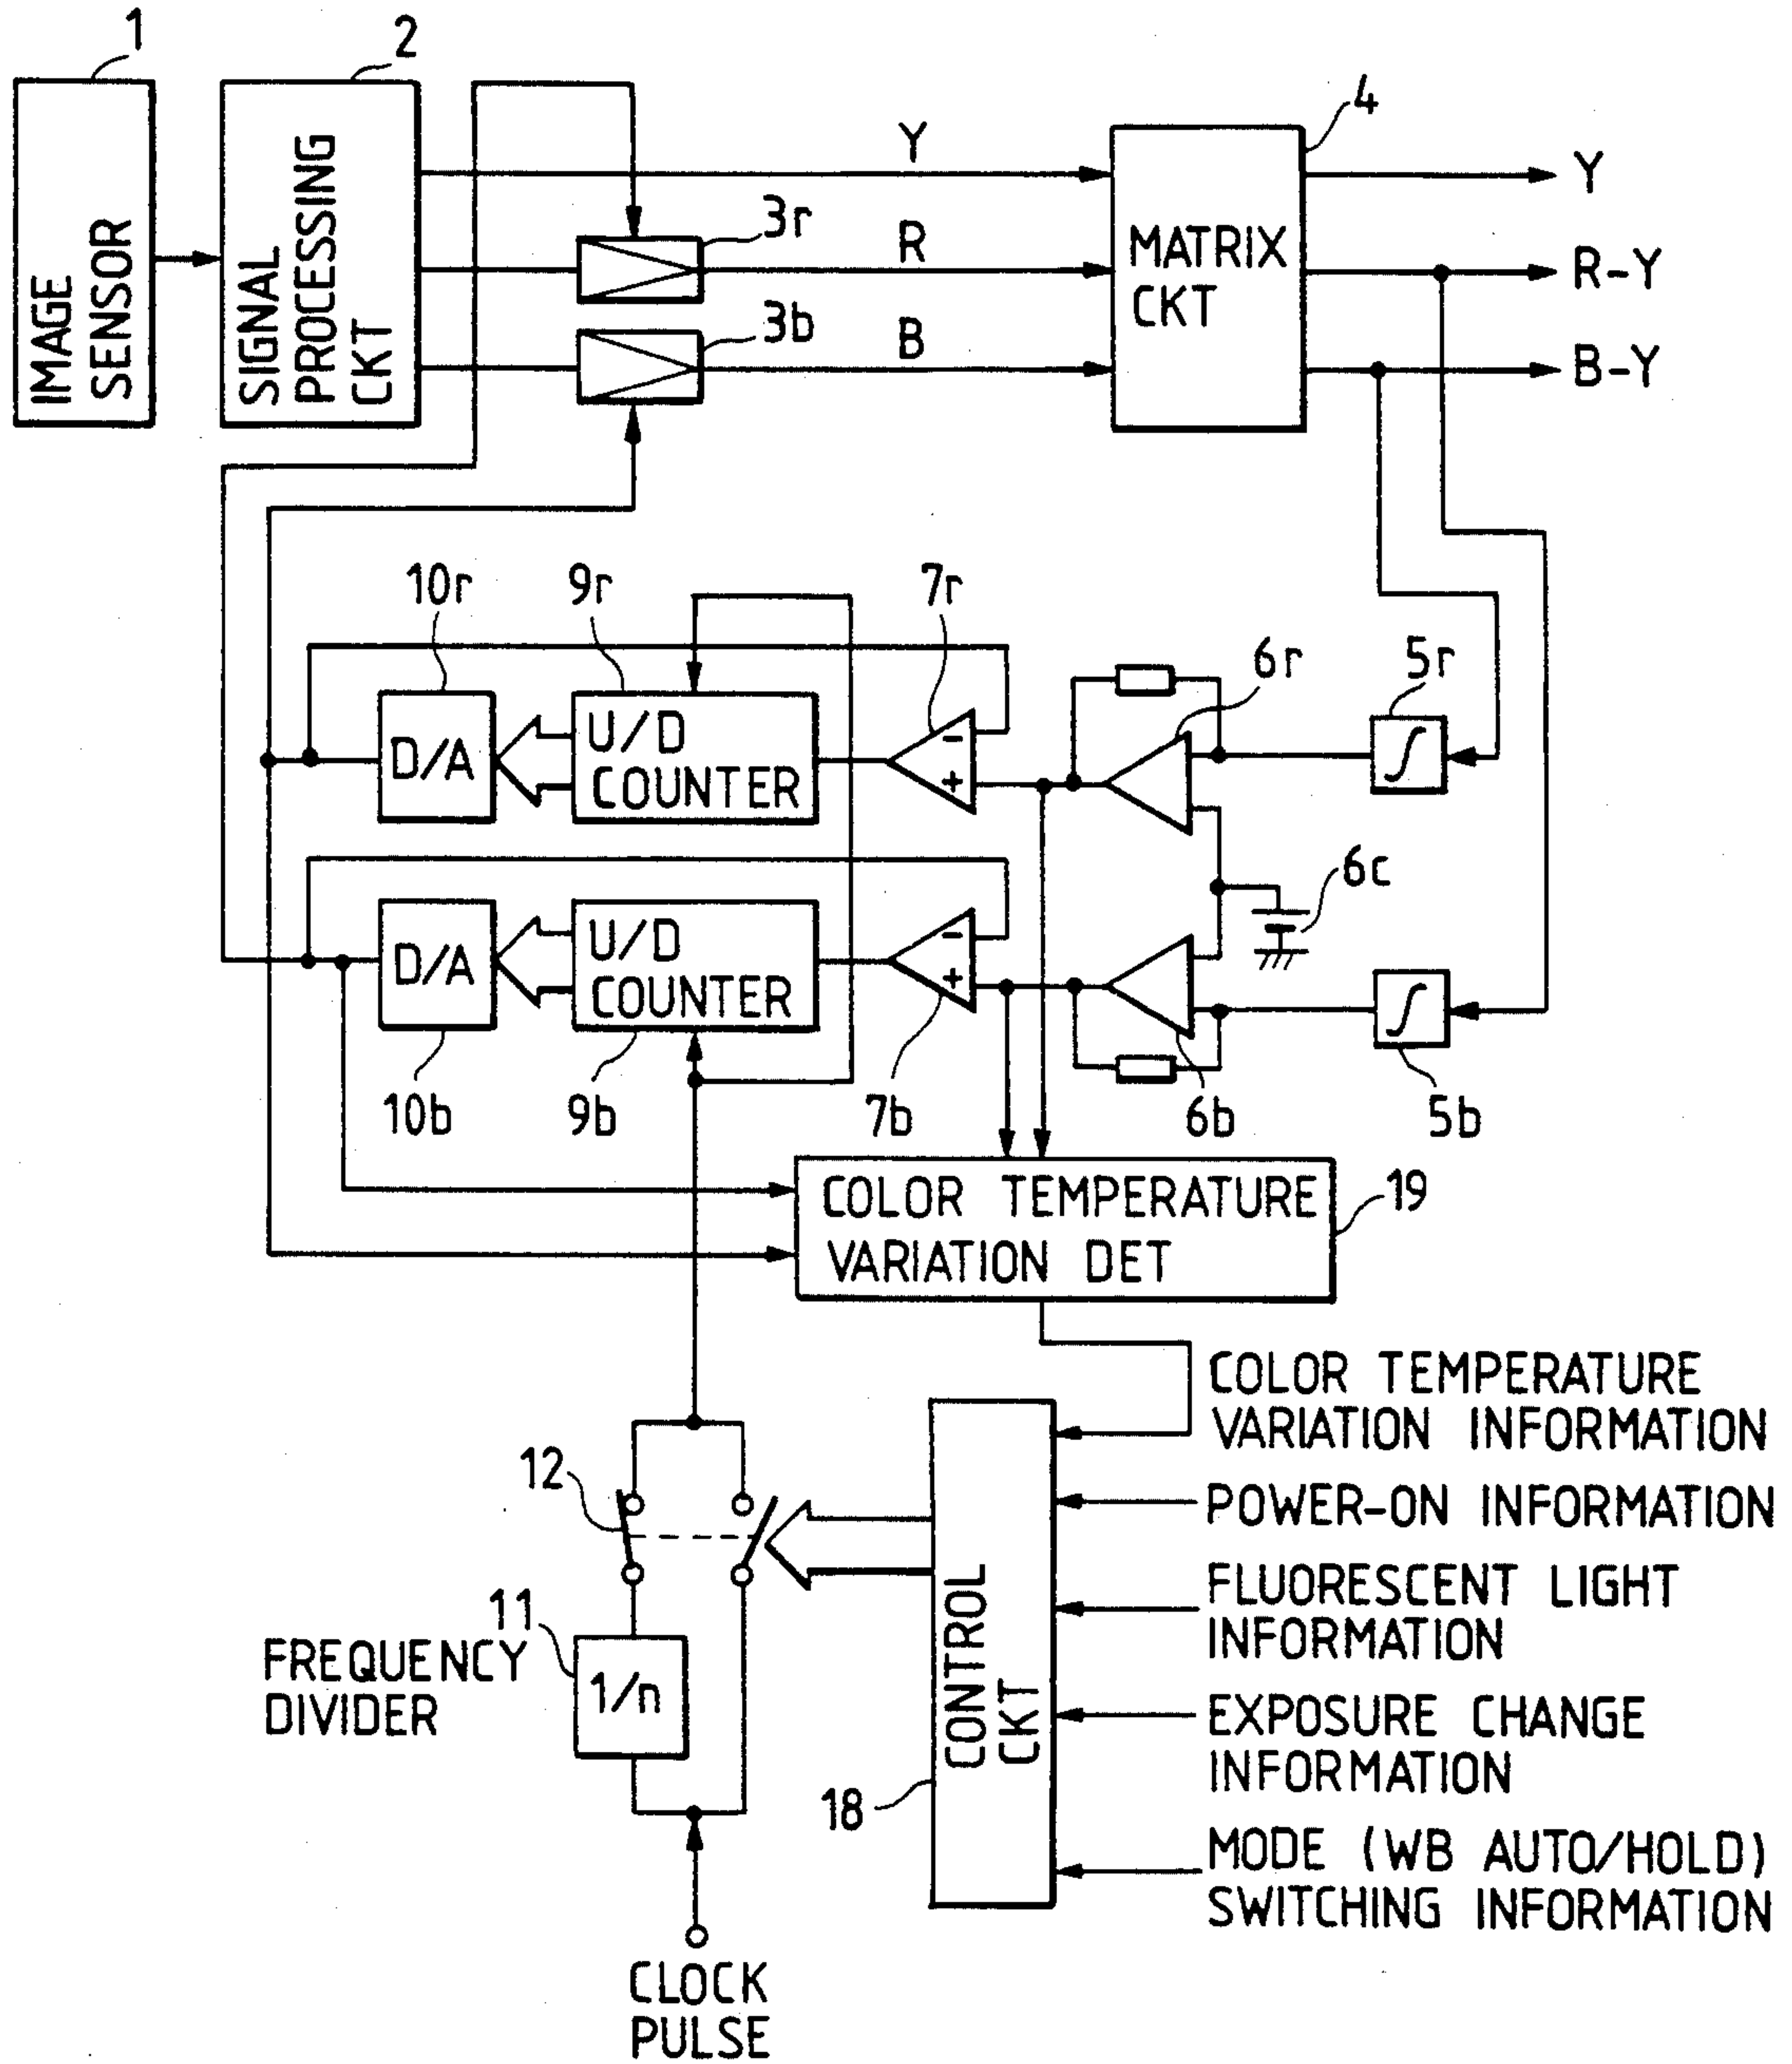 1
2
4
IMAGE
SENSOR
SIGNAL
PROCESSING
CKT
Y
3r
R
3b
B
MATRIX
CKT
Y
R-Y
B-Y
10r
9r
7r
6r
5r
D/A
U/D
COUNTER
-
+
∫
6c
D/A
U/D
COUNTER
-
+
∫
10b
9b
7b
6b
5b
COLOR TEMPERATURE
VARIATION DET
19
COLOR TEMPERATURE
VARIATION INFORMATION
12
POWER-ON INFORMATION
FLUORESCENT LIGHT
INFORMATION
11
FREQUENCY
DIVIDER
1/n
CONTROL
CKT
18
EXPOSURE CHANGE
INFORMATION
MODE (WB AUTO/HOLD)
SWITCHING INFORMATION
CLOCK
PULSE